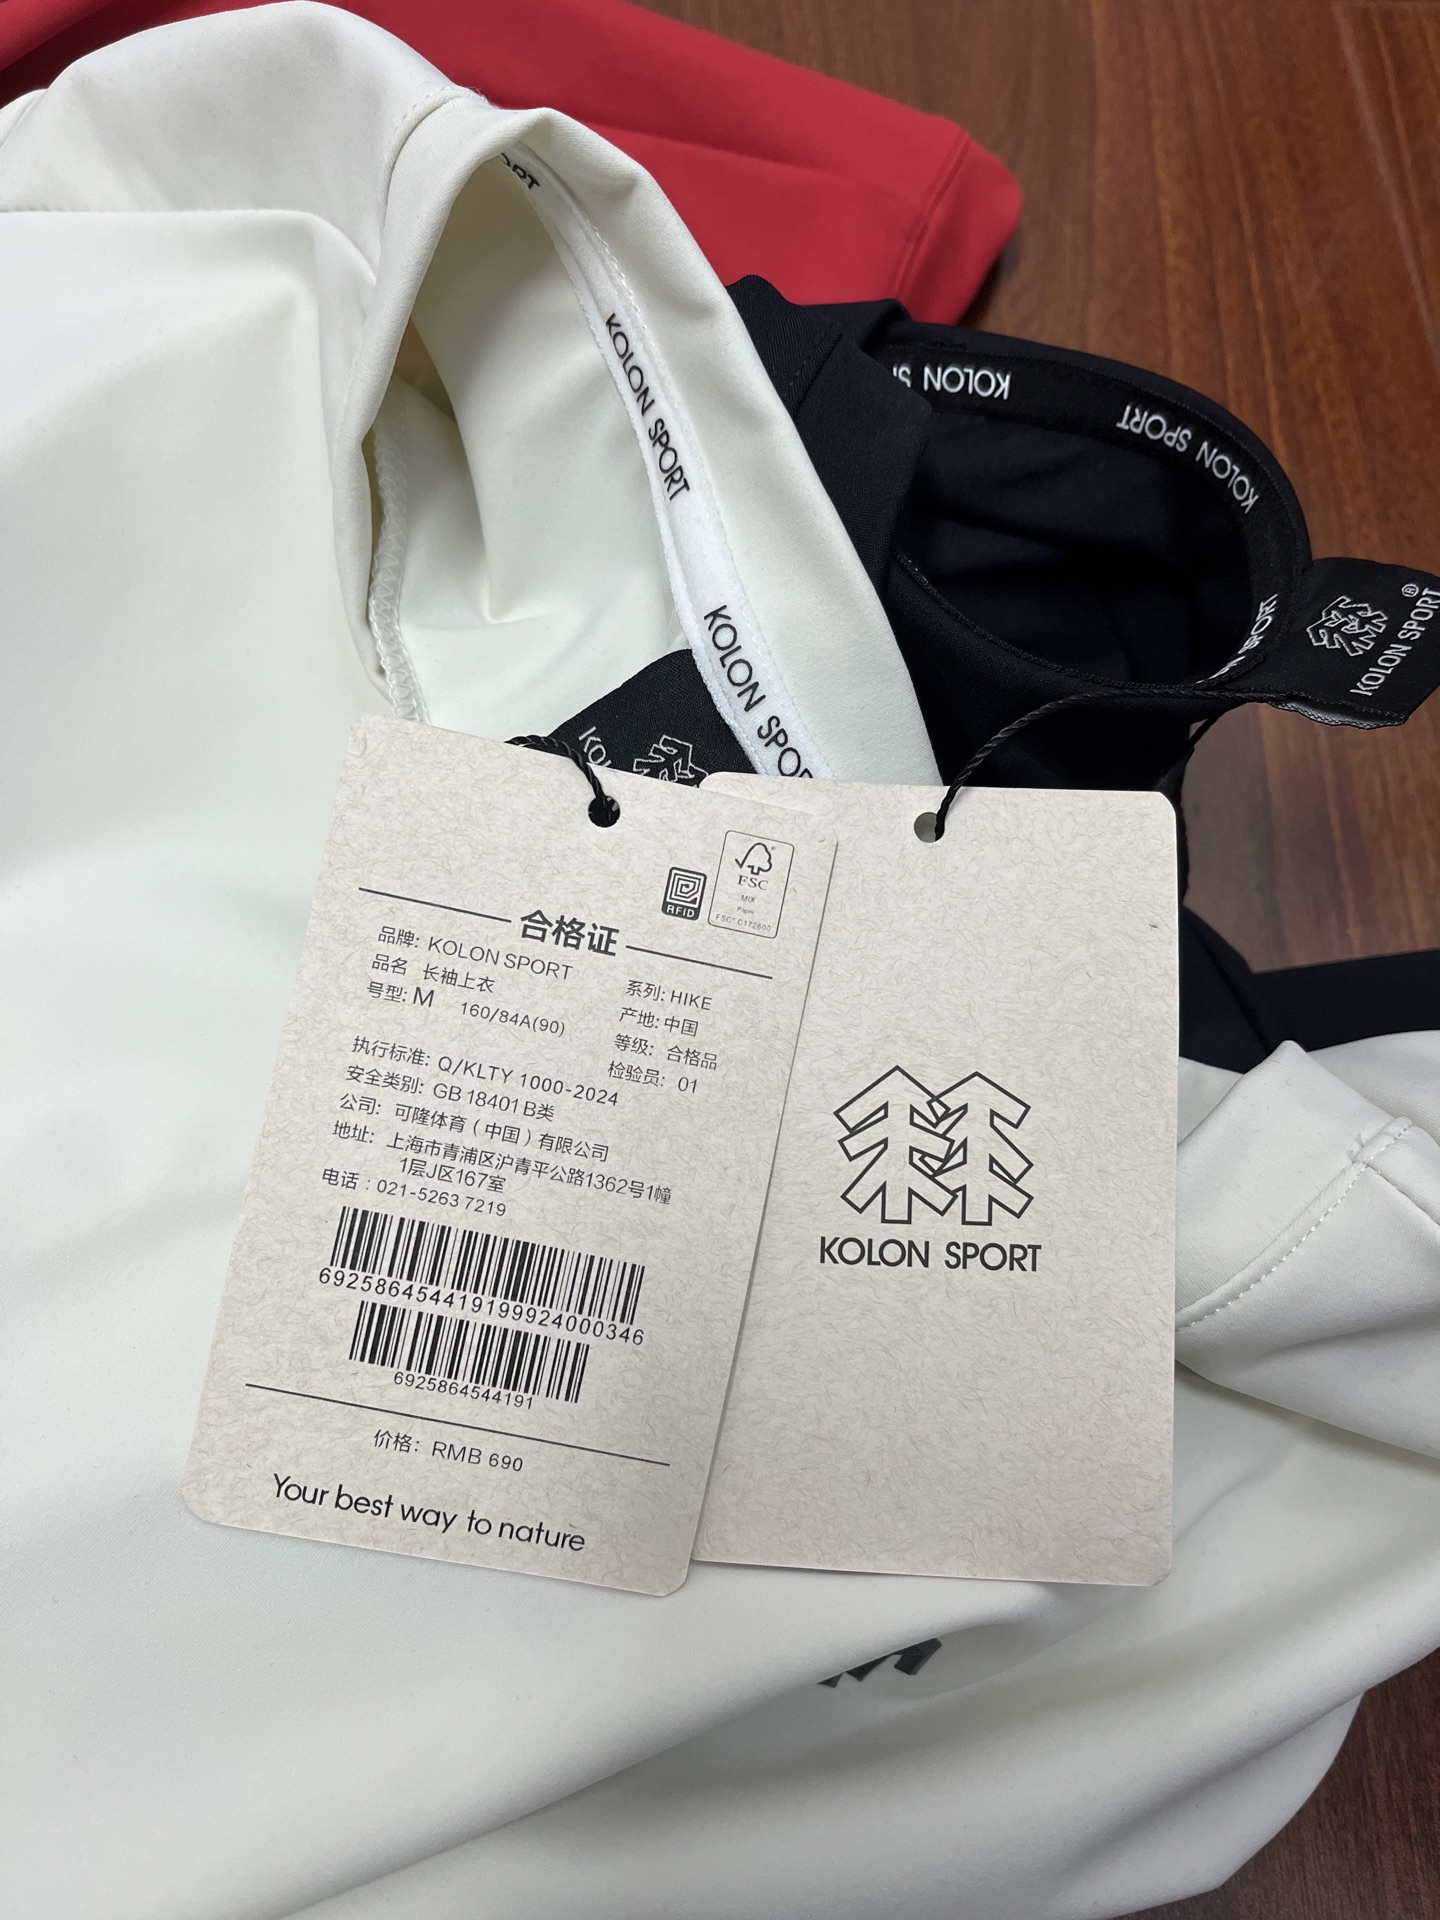 ORT
KOLON SPORT
KOLON SPORT
KOLON
KOLON SPORT
KOLON SPORT®
RFID
FSC
MIX
Paper
合格证
品牌: KOLON SPORT
品名 长袖上衣
号型: M 160/84A(90)
系列: HIKE
产地: 中国
等级: 合格品
检验员: 01
执行标准: Q/KLTY 1000-2024
安全类别: GB 18401 B类
公司: 可隆体育（中国）有限公司
地址: 上海市青浦区沪青平公路1362号1幢
1层J区167室
电话: 021-5263 7219
692586454419199924000346
6925864544191
价格: RMB 690
Your best way to nature
KOLON SPORT